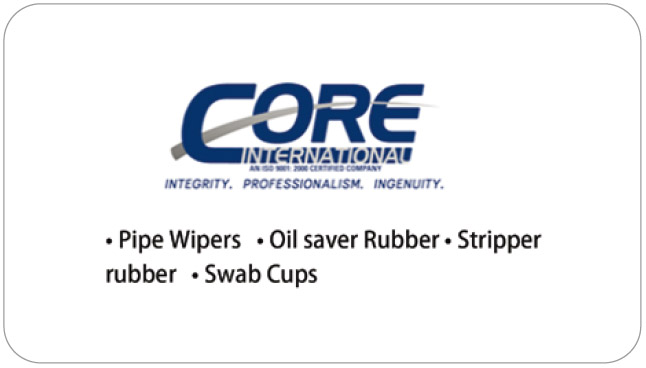 CORE
INTERNATIONAL
AN ISO 9001: 2000 CERTIFIED COMPANY
INTEGRITY. PROFESSIONALISM. INGENUITY.
• Pipe Wipers • Oil saver Rubber • Stripper
rubber • Swab Cups